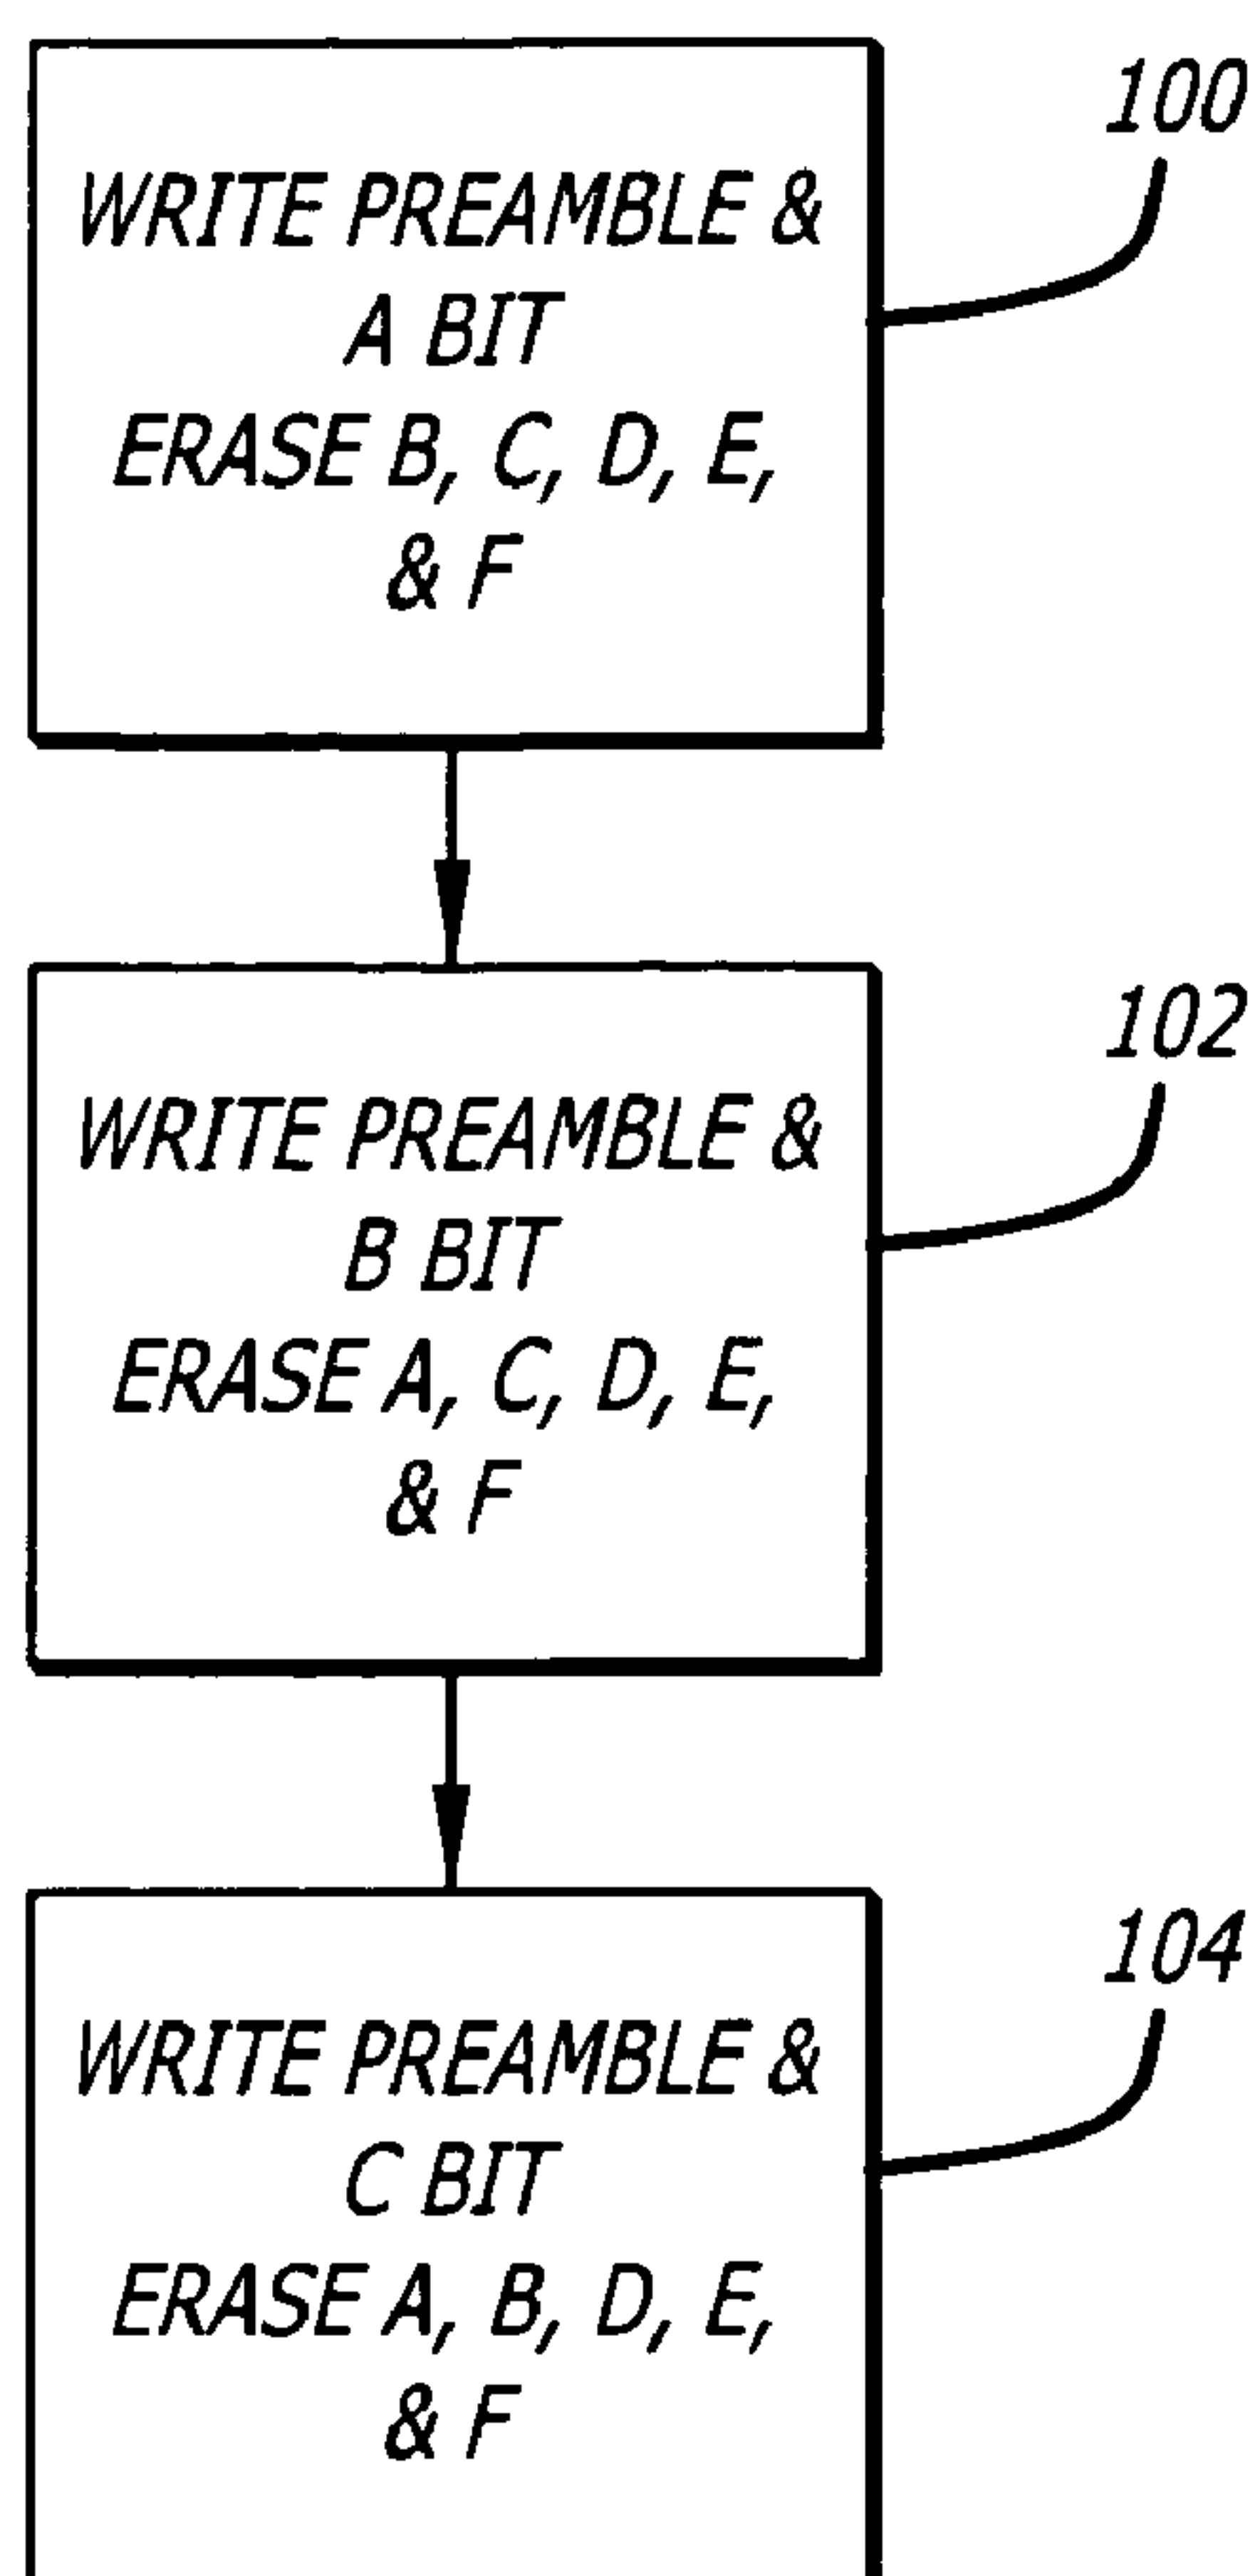 100
WRITE PREAMBLE &
A BIT
ERASE B, C, D, E,
& F
102
WRITE PREAMBLE &
B BIT
ERASE A, C, D, E,
& F
104
WRITE PREAMBLE &
C BIT
ERASE A, B, D, E,
& F